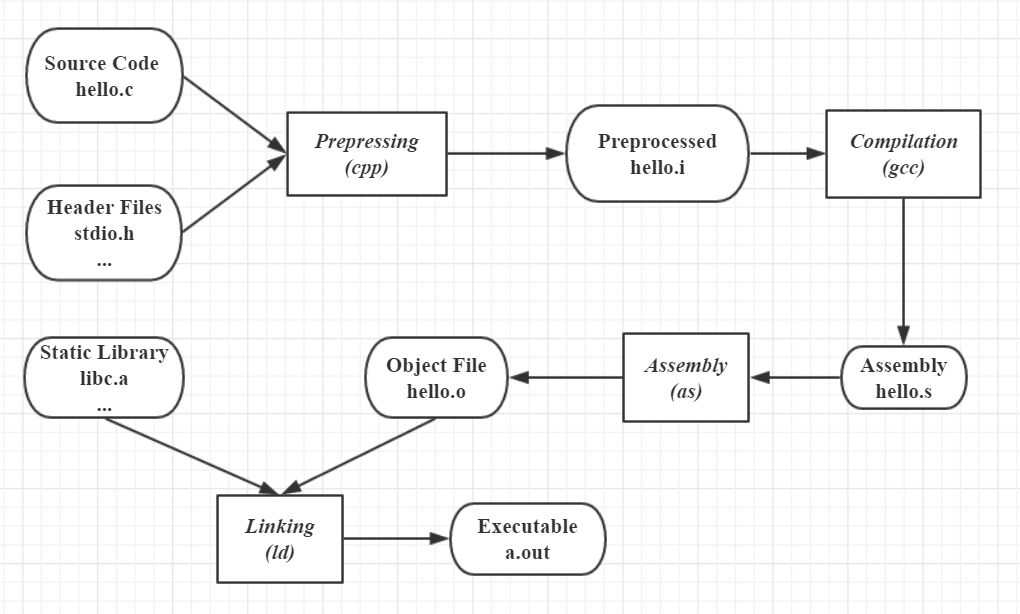 Source Code
hello.c
Prepressing
(cpp)
Preprocessed
hello.i
Compilation
(gcc)
Header Files
stdio.h
...
Static Library
libc.a
...
Object File
hello.o
Assembly
(as)
Assembly
hello.s
Linking
(ld)
Executable
a.out